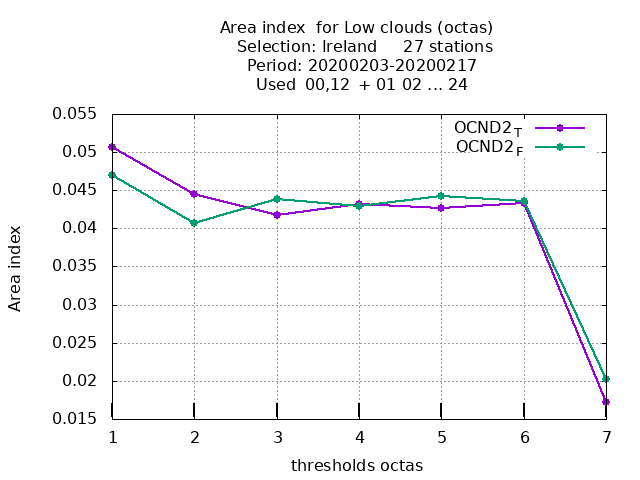 Area index  for Low clouds (octas)
Selection: Ireland     27 stations
Period: 20200203-20200217
Used  00,12  + 01 02 ... 24
OCND2T
OCND2F
0.055
0.05
0.045
0.04
0.035
0.03
0.025
0.02
0.015
Area index
1 2 3 4 5 6 7
thresholds octas